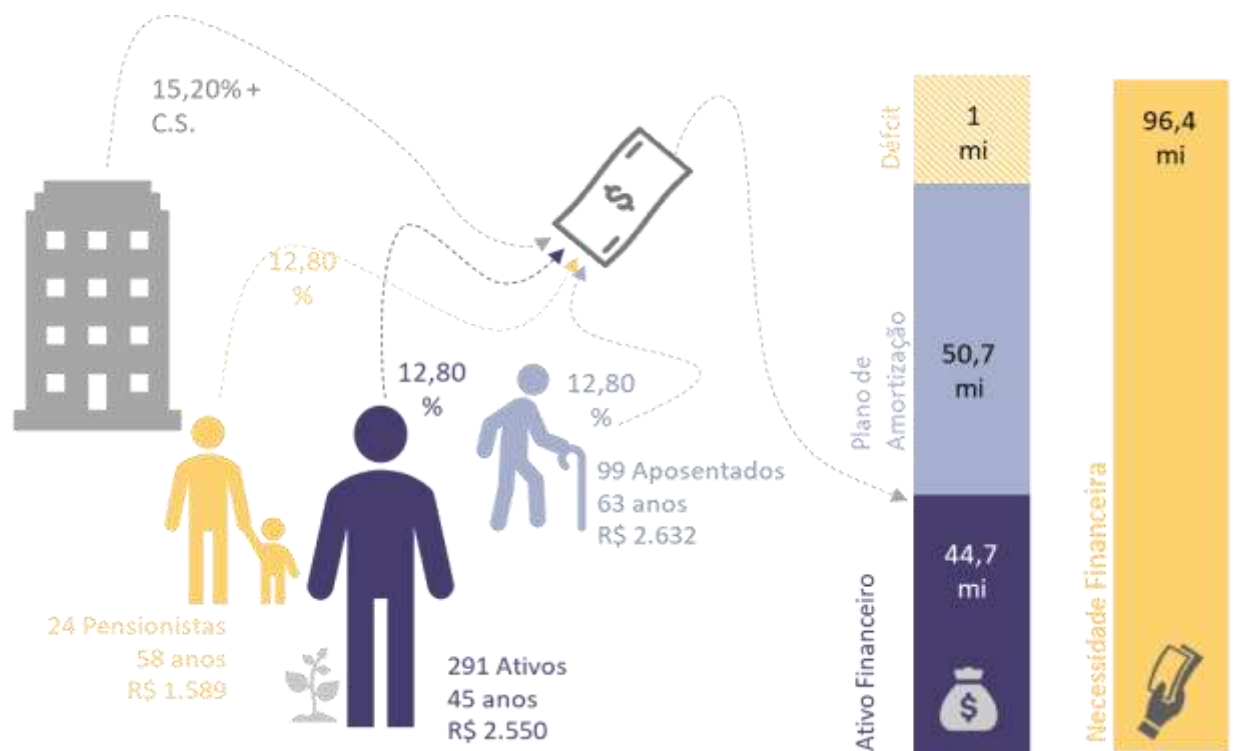 15,20% +
C.S.
12,80
%
12,80
%
12,80
%
24 Pensionistas
58 anos
R$ 1.589
291 Ativos
45 anos
R$ 2.550
99 Aposentados
63 anos
R$ 2.632
$
Défcit
1
mi
Plano de
Amortização
50,7
mi
Ativo Financeiro
44,7
mi
$
Necessidade Financeira
96,4
mi